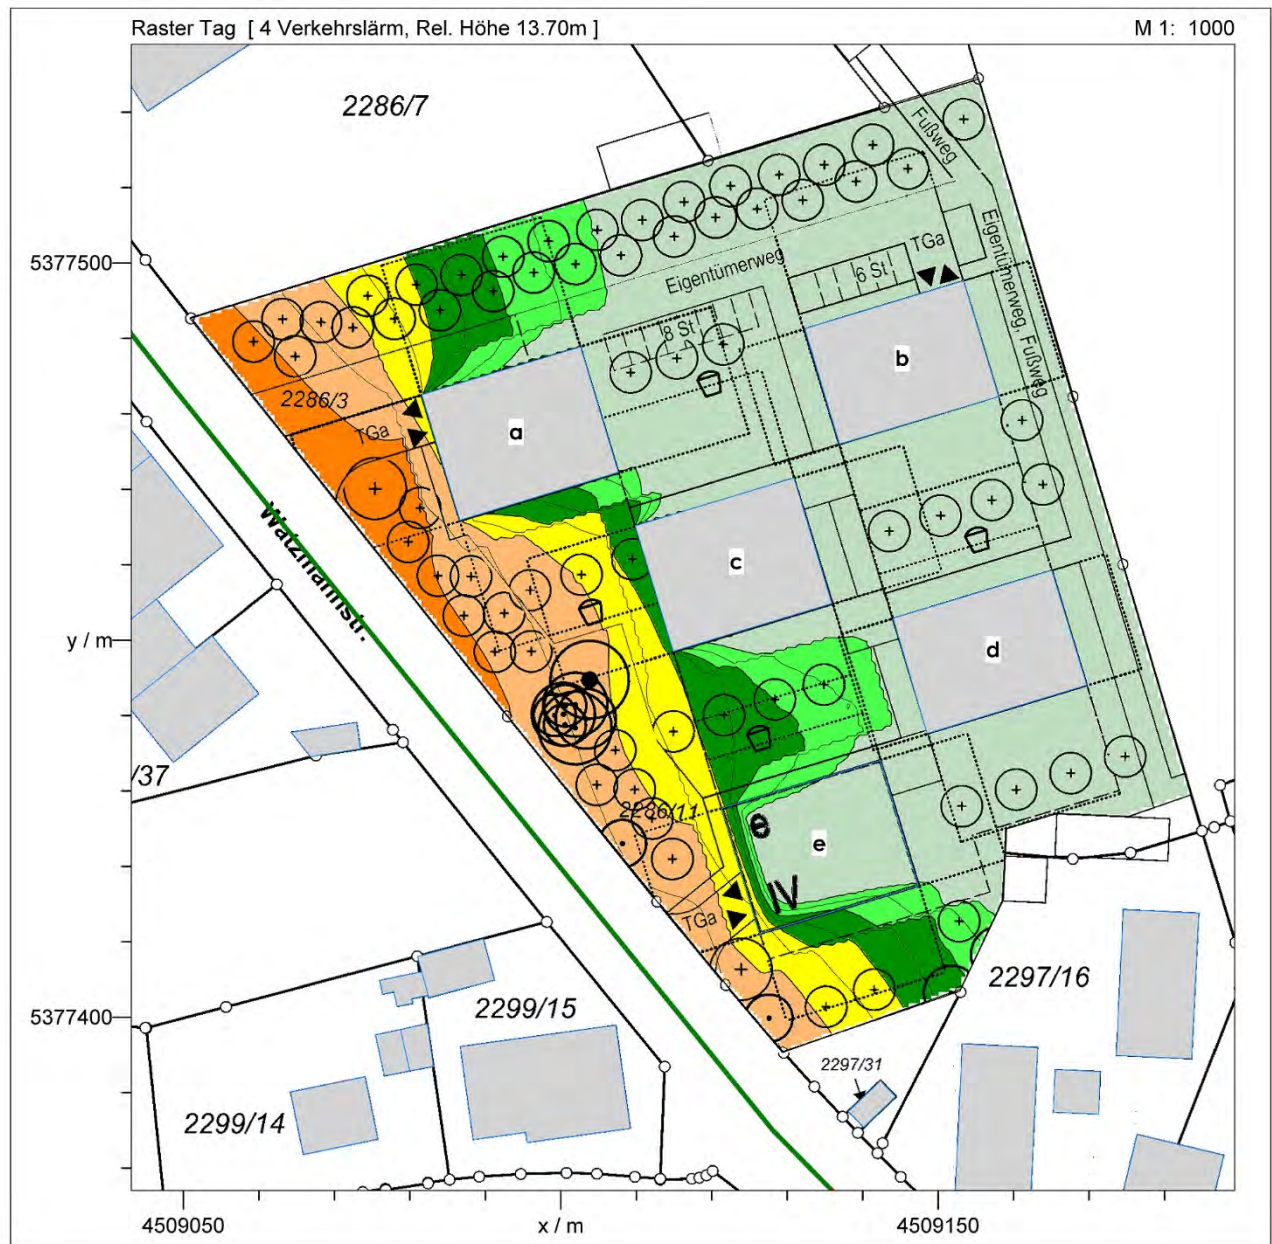 Raster Tag [ 4 Verkehrslärm, Rel. Höhe 13.70m ]
M 1: 1000
2286/7
Fußweg
Eigentümerweg, Fußweg
TGa
5377500
Eigentümerweg
6 St
8 St
b
2286/3
TGa
a
Watzmannstr.
c
y / m
d
/37
2286/11
e
e
IV
TGa
2297/16
2299/15
5377400
2297/31
2299/14
4509050
x / m
4509150